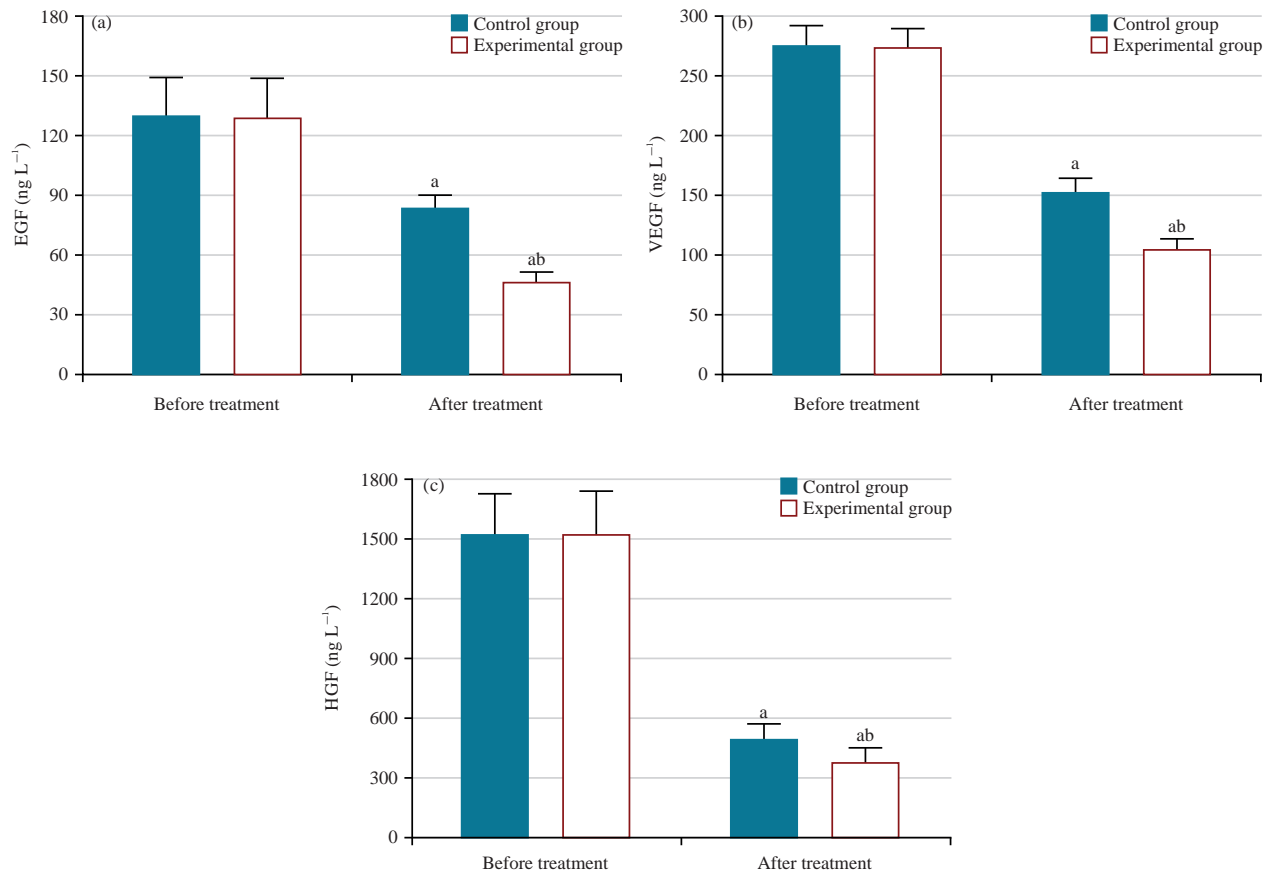 (a)
Control group
Experimental group
EGF (ng L⁻¹)
180
150
120
90
60
30
0
a
ab
Before treatment
After treatment
(b)
Control group
Experimental group
VEGF (ng L⁻¹)
300
250
200
150
100
50
0
a
ab
Before treatment
After treatment
(c)
Control group
Experimental group
HGF (ng L⁻¹)
1800
1500
1200
900
600
300
0
a
ab
Before treatment
After treatment